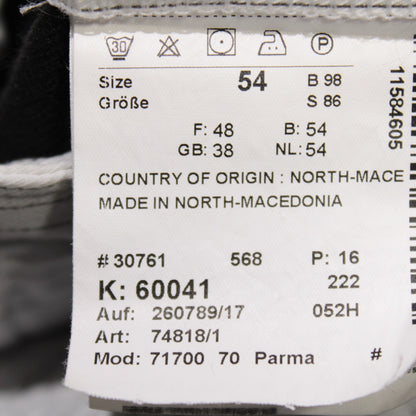 30 P
Size 54 B 98
Größe S 86
F: 48 B: 54
GB: 38 NL: 54
COUNTRY OF ORIGIN : NORTH-MACE
MADE IN NORTH-MACEDONIA
# 30761 568 P: 16
K: 60041 222
Auf: 260789/17 052H
Art: 74818/1
Mod: 71700 70 Parma #
11584605